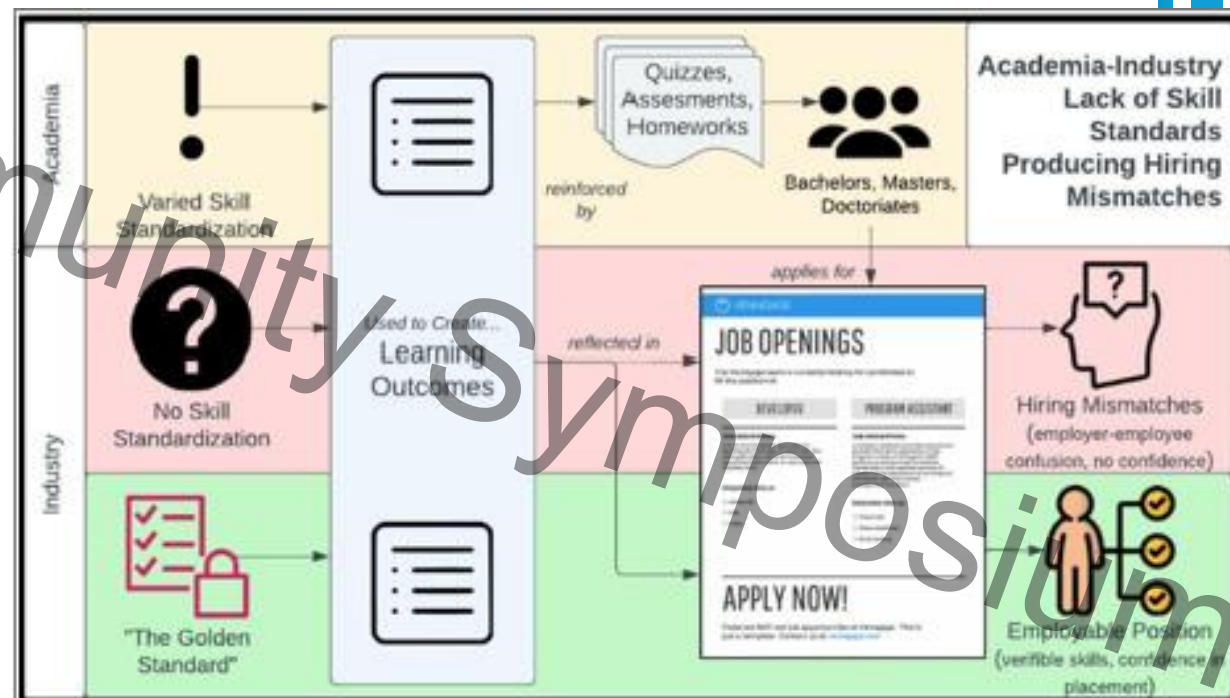 Academia
Varied Skill
Standardization
Quizzes,
Assesments,
Homeworks
reinforced
by
Bachelors, Masters,
Doctoriates
Academia-Industry
Lack of Skill
Standards
Producing Hiring
Mismatches
applies for
Industry
No Skill
Standardization
Used to Create...
Learning
Outcomes
reflected in
JOB OPENINGS
DEVELOPER
PROGRAM ASSISTANT
APPLY NOW!
Hiring Mismatches
(employer-employee
confusion, no confidence)
"The Golden
Standard"
Employable Position
(verifible skills, confidence in
placement)
munity Symposium